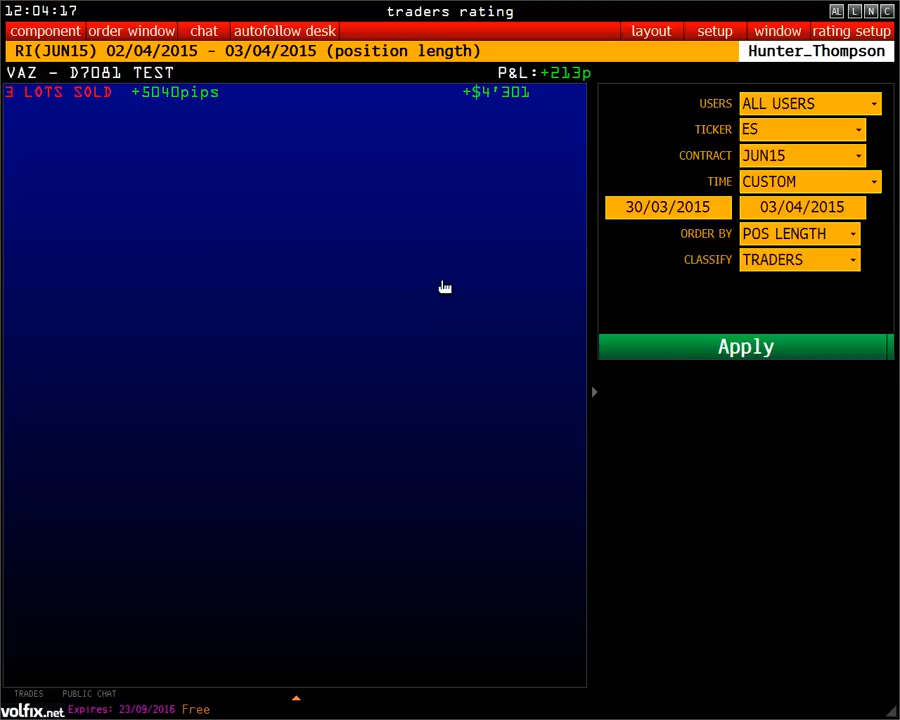 12:04:17 traders rating AL L N C
component order window chat autofollow desk layout setup window rating setup
RI(JUN15) 02/04/2015 - 03/04/2015 (position length) Hunter_Thompson
VAZ - D7081 TEST P&L:+213p
3 LOTS SOLD +5040pips +$4'301
USERS ALL USERS
TICKER ES
CONTRACT JUN15
TIME CUSTOM
30/03/2015 03/04/2015
ORDER BY POS LENGTH
CLASSIFY TRADERS
Apply
TRADES PUBLIC CHAT
volfix.net Expires: 23/09/2016 Free